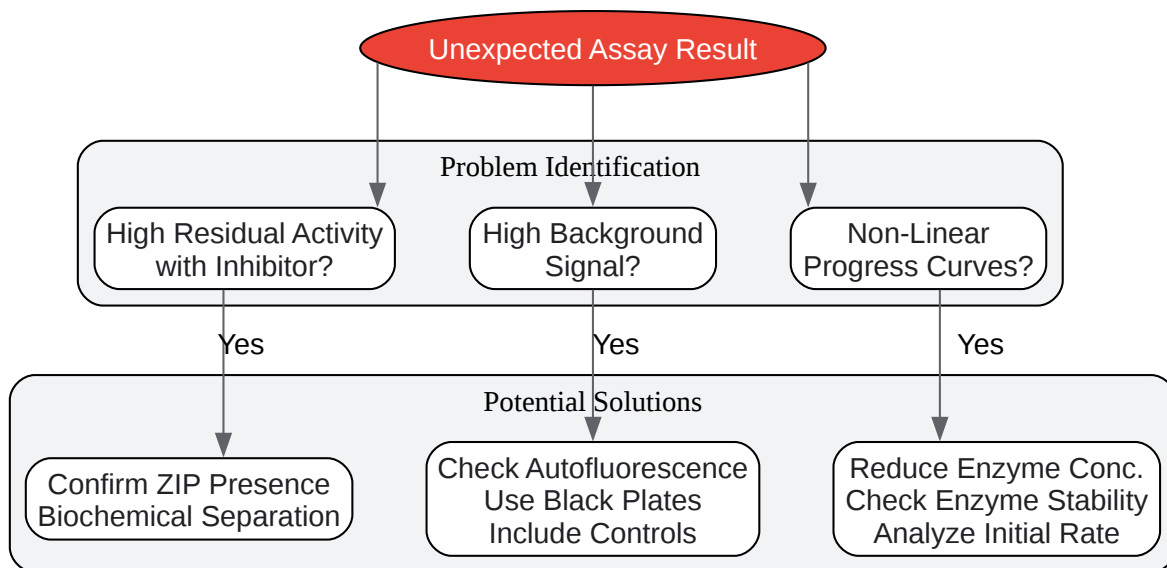 Unexpected Assay Result
Problem Identification
High Residual Activity
with Inhibitor?
High Background
Signal?
Non-Linear
Progress Curves?
Yes
Yes
Yes
Potential Solutions
Confirm ZIP Presence
Biochemical Separation
Check Autofluorescence
Use Black Plates
Include Controls
Reduce Enzyme Conc.
Check Enzyme Stability
Analyze Initial Rate